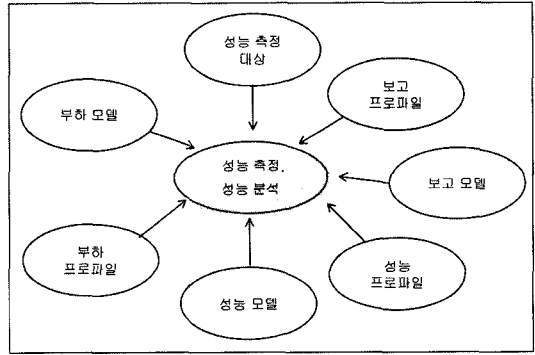 성능 측정
대상
보고
프로파일
부하 모델
성능 측정.
성능 분석
보고 모델
부하
프로파일
성능
프로파일
성능 모델